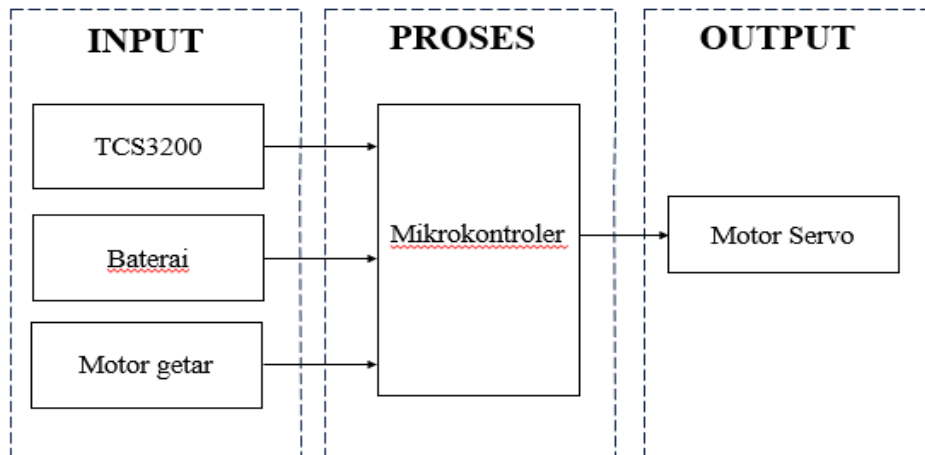 INPUT
PROSES
OUTPUT
TCS3200
Baterai
Motor getar
Mikrokontroler
Motor Servo